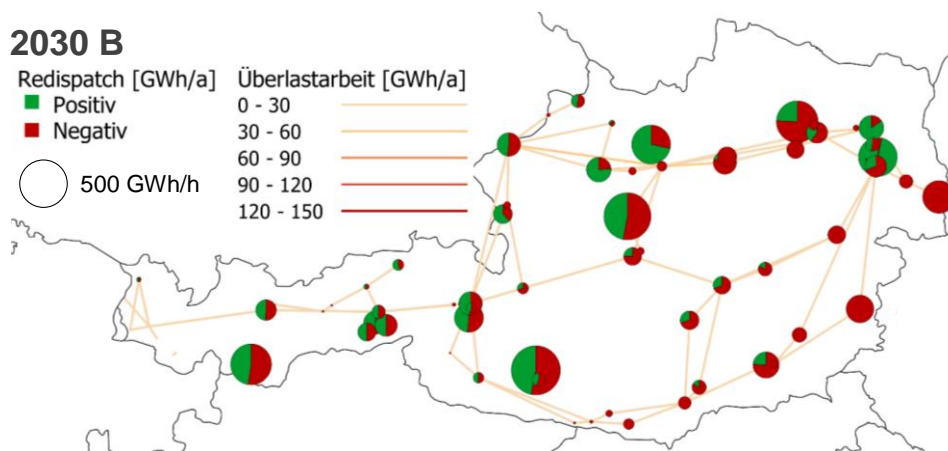 2030 B
Redispatch [GWh/a]
Positiv
Negativ
500 GWh/h
Überlastarbeit [GWh/a]
0 - 30
30 - 60
60 - 90
90 - 120
120 - 150